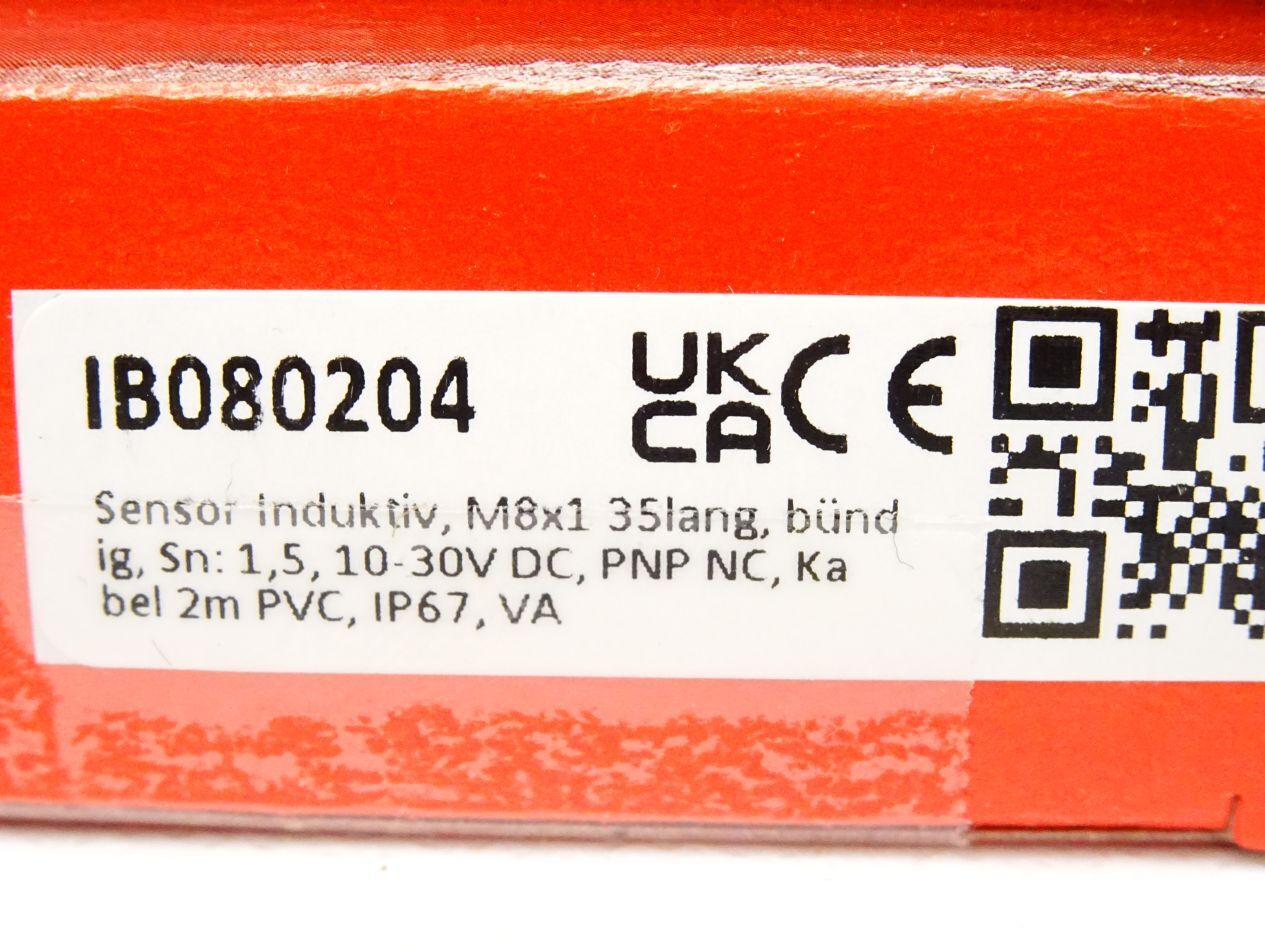 IB080204
UK
CA
CE
Sensor Induktiv, M8x1 35lang, bünd
ig, Sn: 1,5, 10-30V DC, PNP NC, Ka
bel 2m PVC, IP67, VA